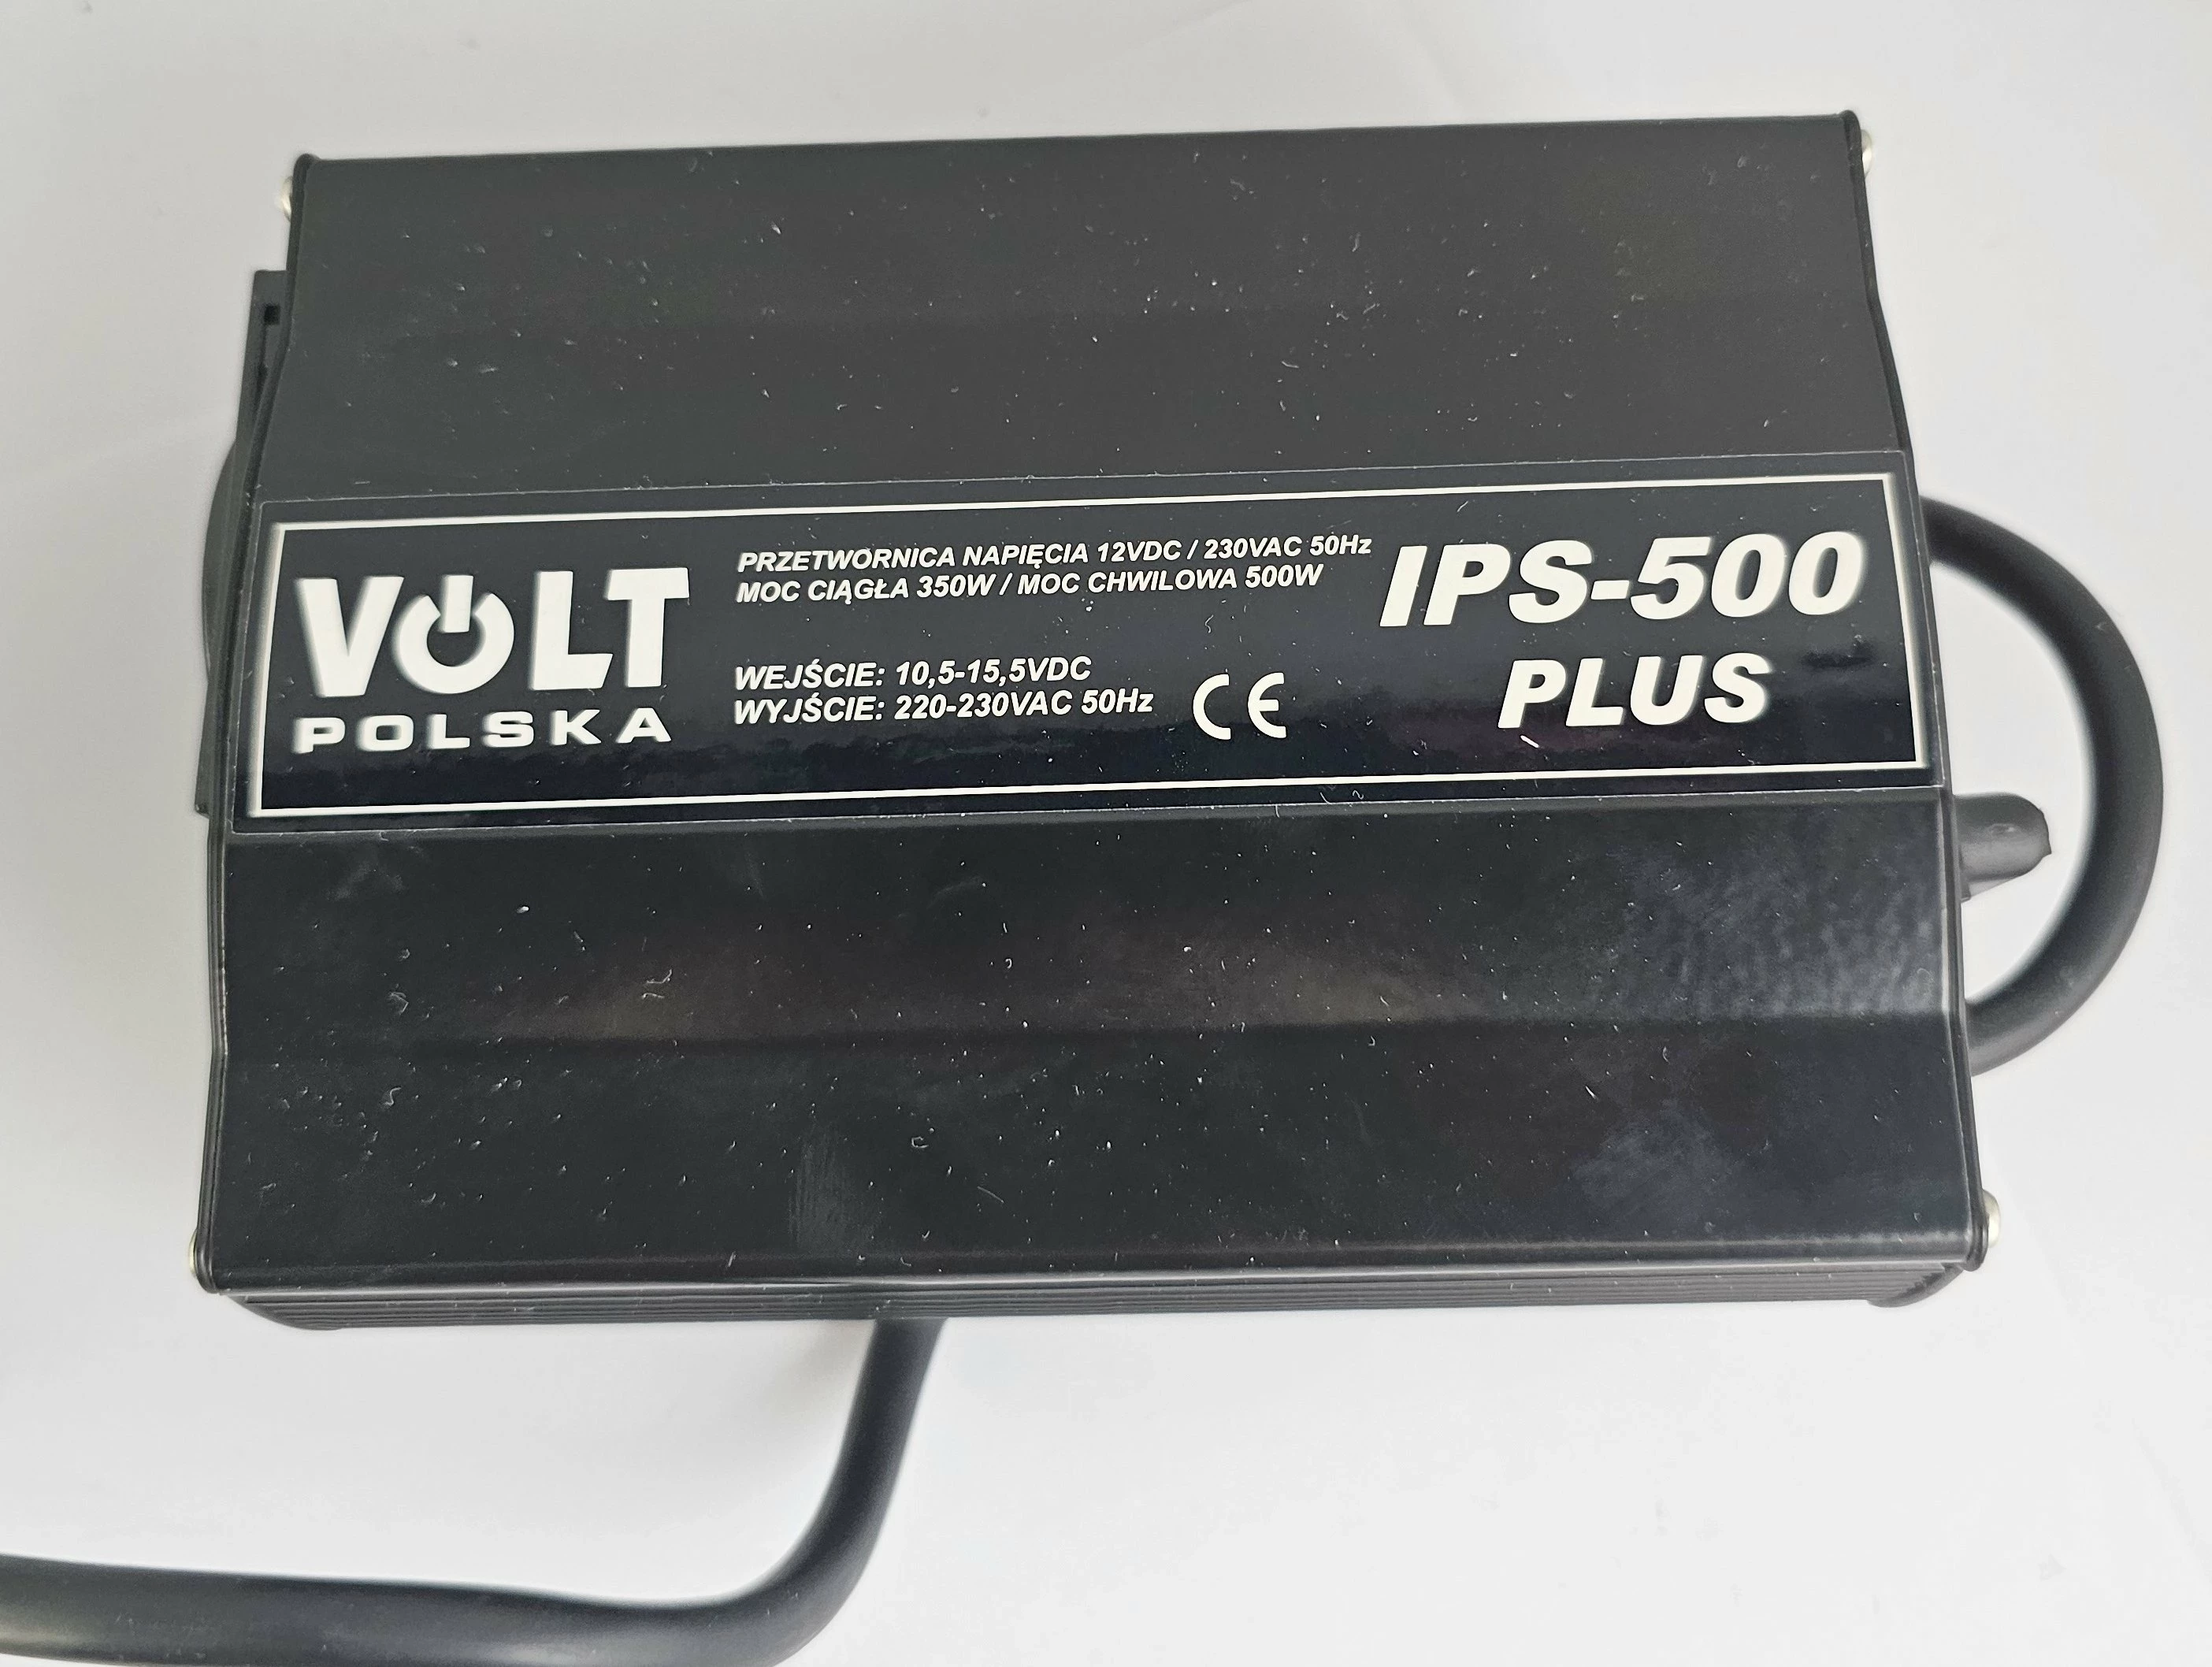 VOLT
POLSKA
PRZETWORNICA NAPIĘCIA 12VDC / 230VAC 50Hz
MOC CIĄGŁA 350W / MOC CHWILOWA 500W
WEJŚCIE: 10,5-15,5VDC
WYJŚCIE: 220-230VAC 50Hz
CE
IPS-500
PLUS